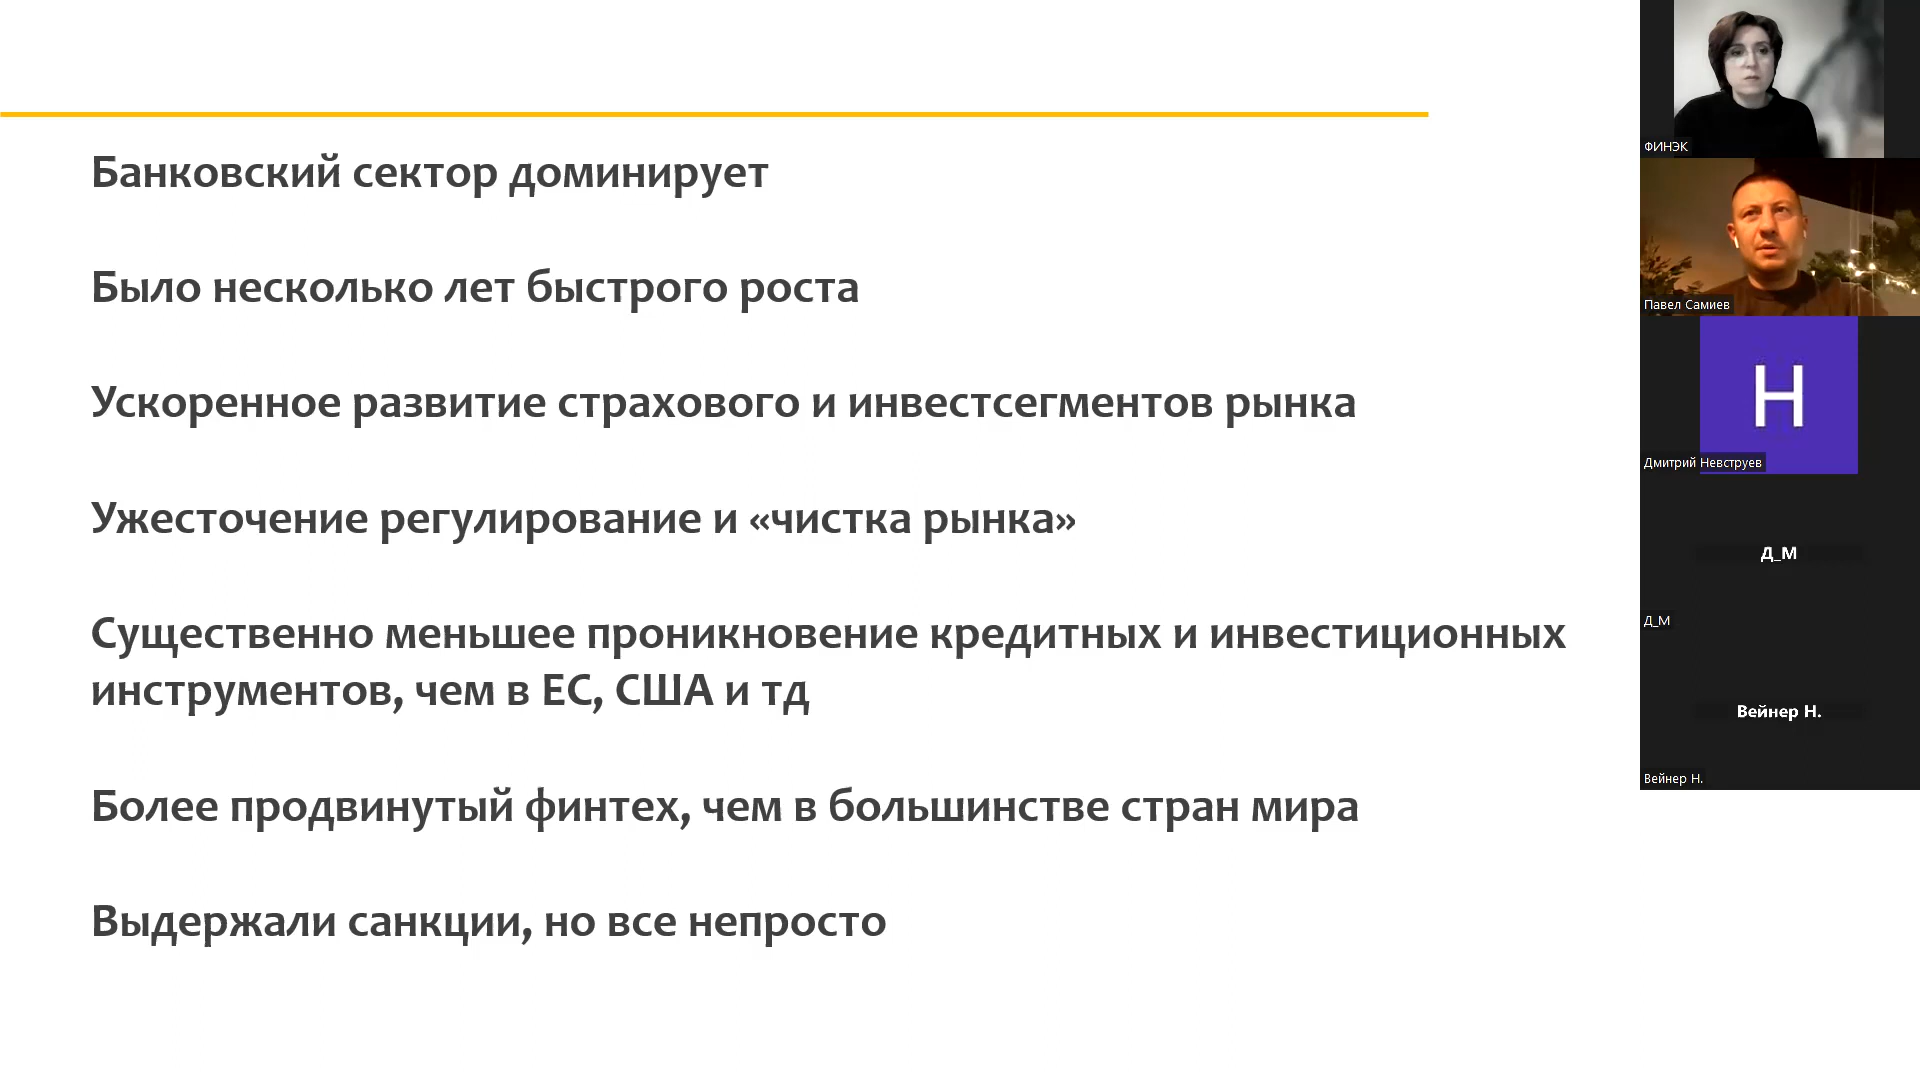 Банковский сектор доминирует
Было несколько лет быстрого роста
Ускоренное развитие страхового и инвестсегментов рынка
Ужесточение регулирование и «чистка рынка»
Существенно меньшее проникновение кредитных и инвестиционных
инструментов, чем в ЕС, США и тд
Более продвинутый финтех, чем в большинстве стран мира
Выдержали санкции, но все непросто
ФИНЭК
Павел Самиев
Н
Дмитрий Невструев
Д_М
Д_М
Вейнер Н.
Вейнер Н.